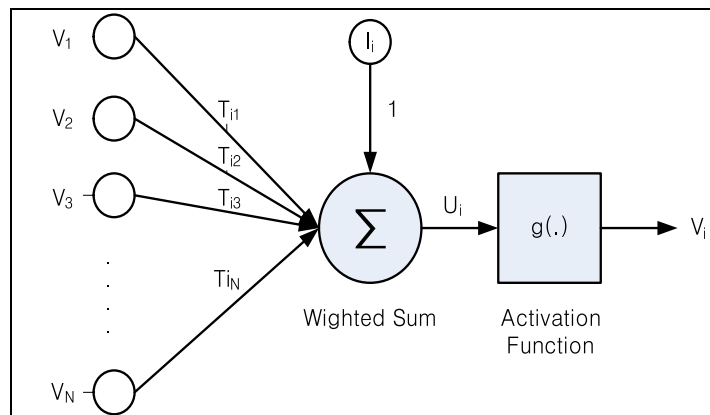 V1
V2
V3
VN
Ti1
Ti2
Ti3
TiN
Ii
1
Σ
Wighted Sum
Ui
g(.)
Activation
Function
Vi